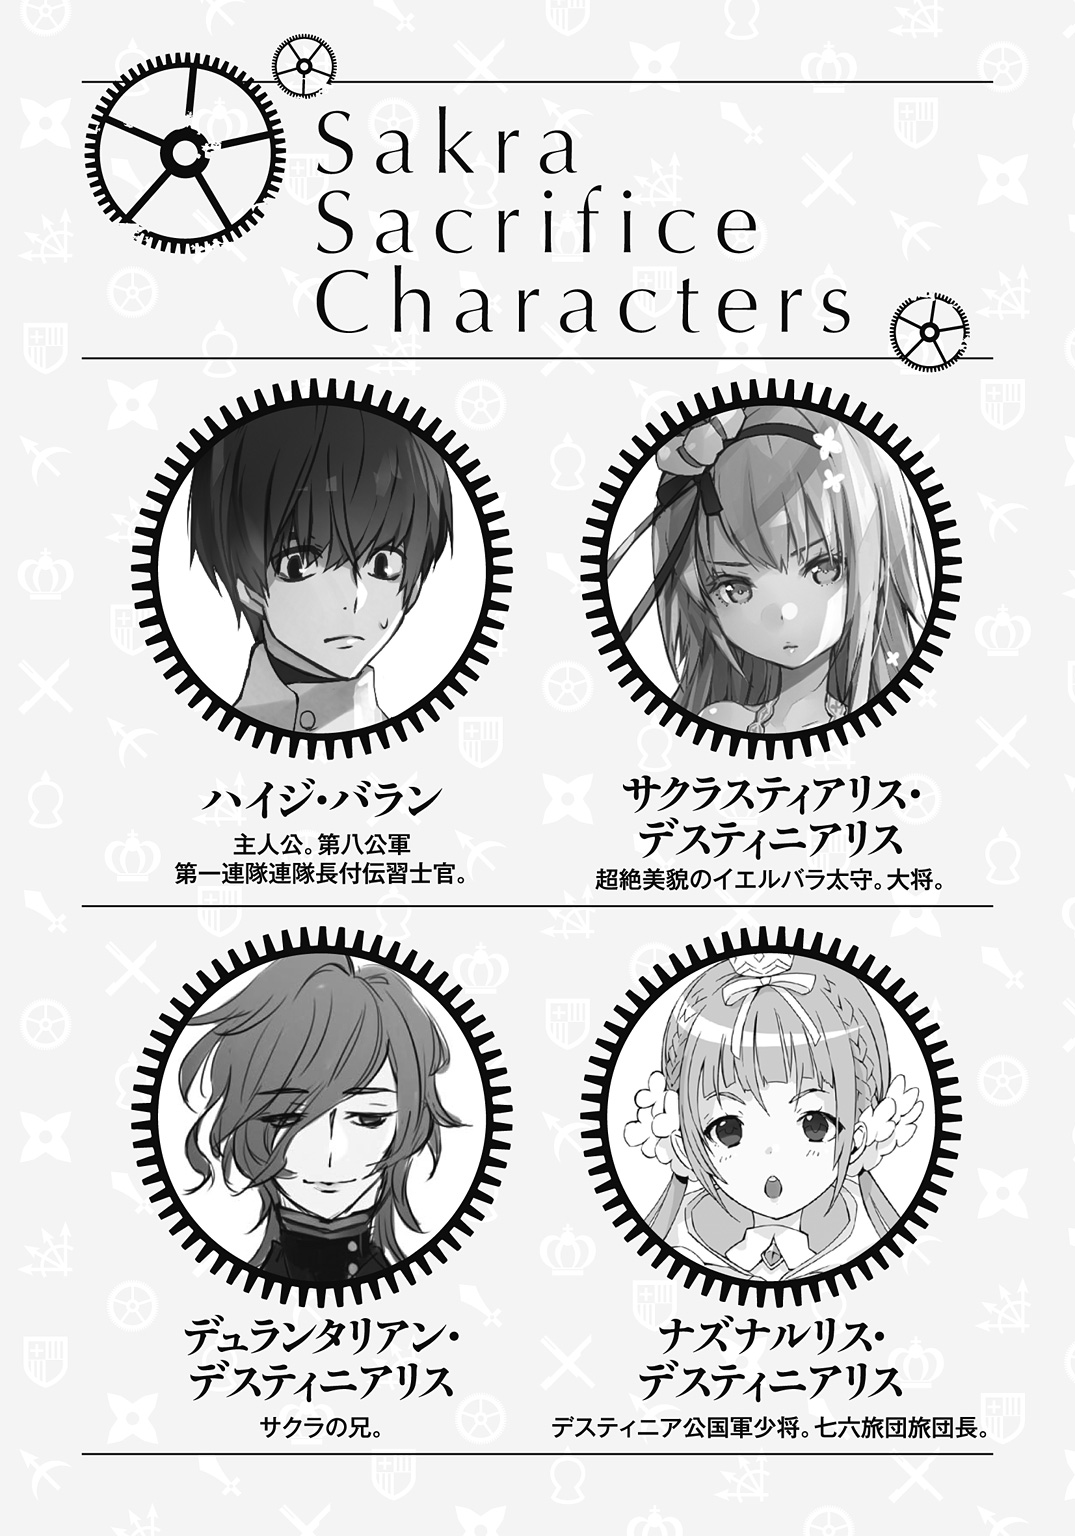 Sakra
Sacrifice
Characters
ハイジ・バラン
主人公。第八公軍
第一連隊連隊長付伝習士官。
サクラスティアリス・
デスティニアリス
超絶美貌のイエルバラ太守。大将。
デュランタリアン・
デスティニアリス
サクラの兄。
ナズナルリス・
デスティニアリス
デスティニア公国軍少将。七六旅団旅団長。